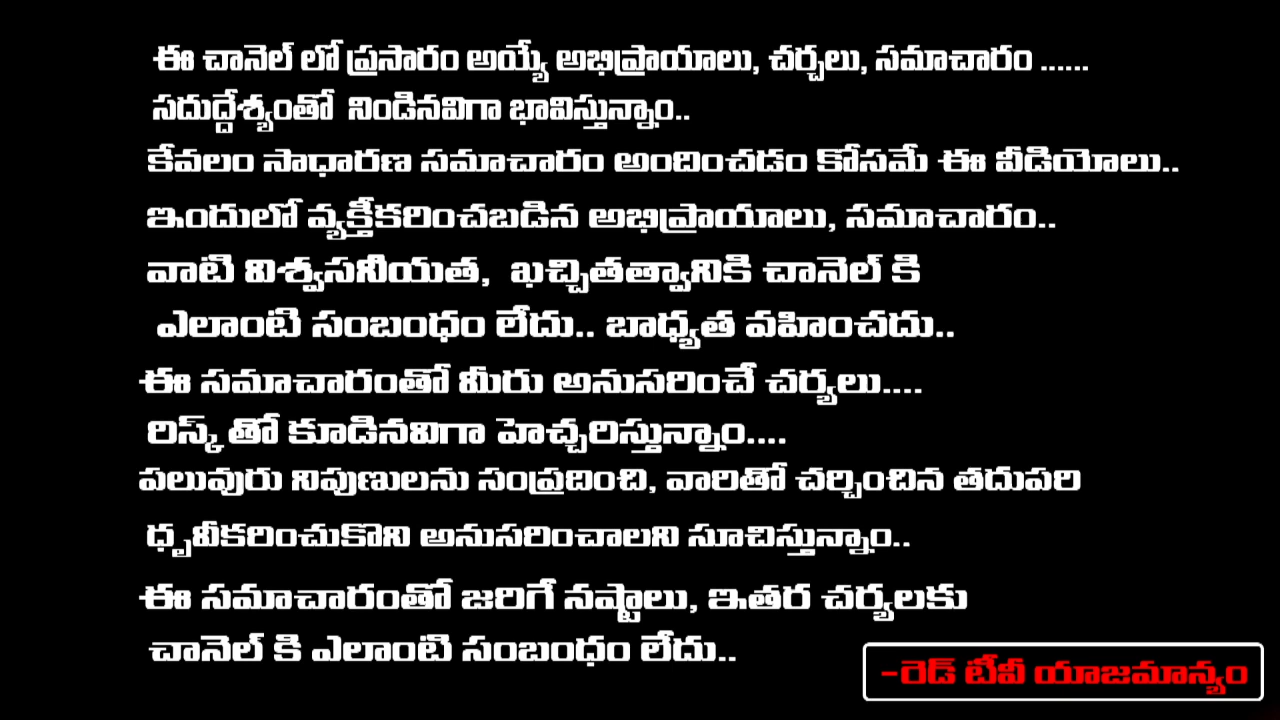 ఈ చానెల్ లో ప్రసారం అయ్యే అభిప్రాయాలు, చర్చలు, సమాచారం ......
సదుద్దేశ్యంతో నిండినవిగా భావిస్తున్నాం..
కేవలం సాధారణ సమాచారం అందించడం కోసమే ఈ వీడియోలు..
ఇందులో వ్యక్తీకరించబడిన అభిప్రాయాలు, సమాచారం..
వాటి విశ్వసనీయత, ఖచ్చితత్వానికి చానెల్ కి
ఎలాంటి సంబంధం లేదు.. బాధ్యత వహించదు..
ఈ సమాచారంతో మీరు అనుసరించే చర్యలు....
రిస్క్ తో కూడినవిగా హెచ్చరిస్తున్నాం....
పలువురు నిపుణులను సంప్రదించి, వారితో చర్చించిన తదుపరి
ధృవీకరించుకొని అనుసరించాలని సూచిస్తున్నాం..
ఈ సమాచారంతో జరిగే నష్టాలు, ఇతర చర్యలకు
చానెల్ కి ఎలాంటి సంబంధం లేదు..
-రెడ్ టీవీ యాజమాన్యం